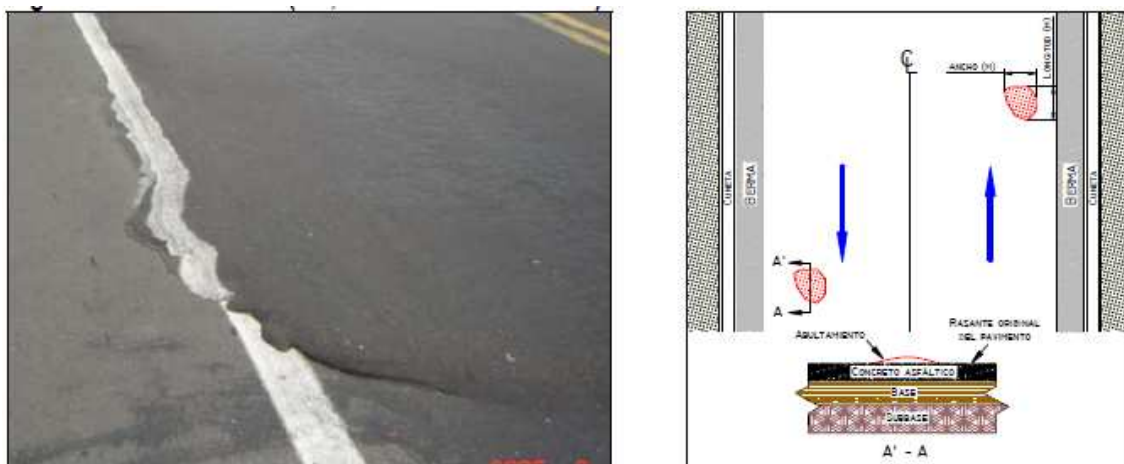 C̲L
ANCHO (M)
LONGITUD (M)
CUNETA
BERMA
BERMA
CUNETA
A'
A
ABULTAMIENTO
RASANTE ORIGINAL
DEL PAVIMENTO
CONCRETO ASFÁLTICO
BASE
SUBBASE
A' - A